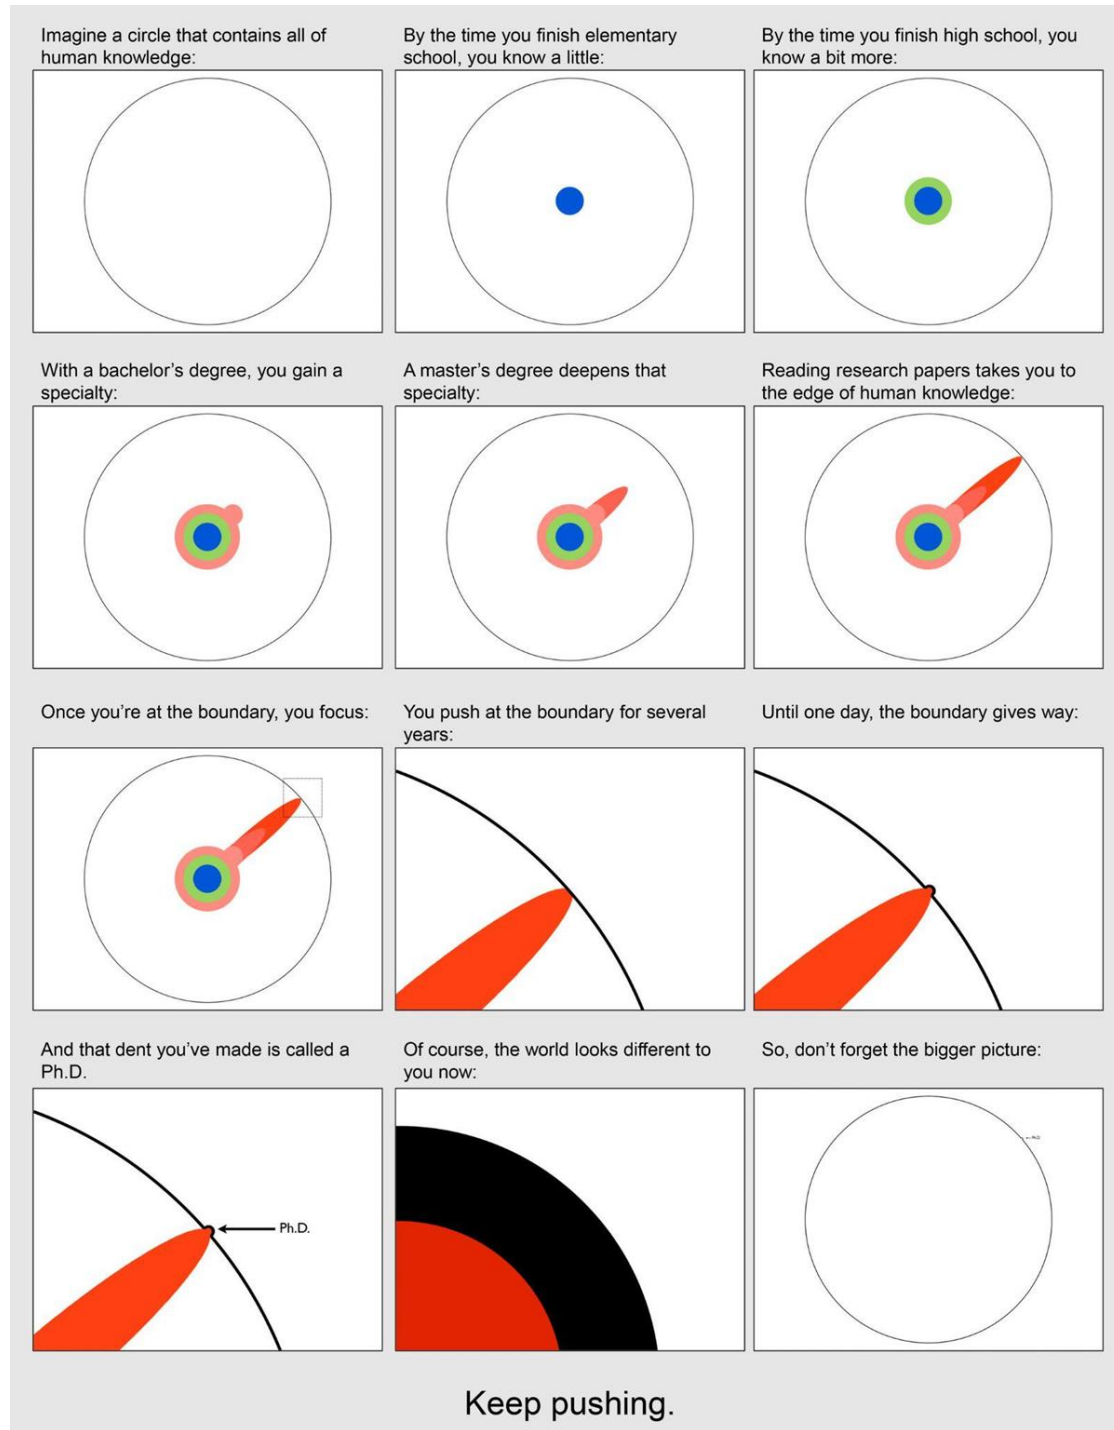 Imagine a circle that contains all of
human knowledge:
By the time you finish elementary
school, you know a little:
By the time you finish high school, you
know a bit more:
With a bachelor’s degree, you gain a
specialty:
A master’s degree deepens that
specialty:
Reading research papers takes you to
the edge of human knowledge:
Once you’re at the boundary, you focus:
You push at the boundary for several
years:
Until one day, the boundary gives way:
And that dent you’ve made is called a
Ph.D.
Ph.D.
Of course, the world looks different to
you now:
So, don’t forget the bigger picture:
Keep pushing.